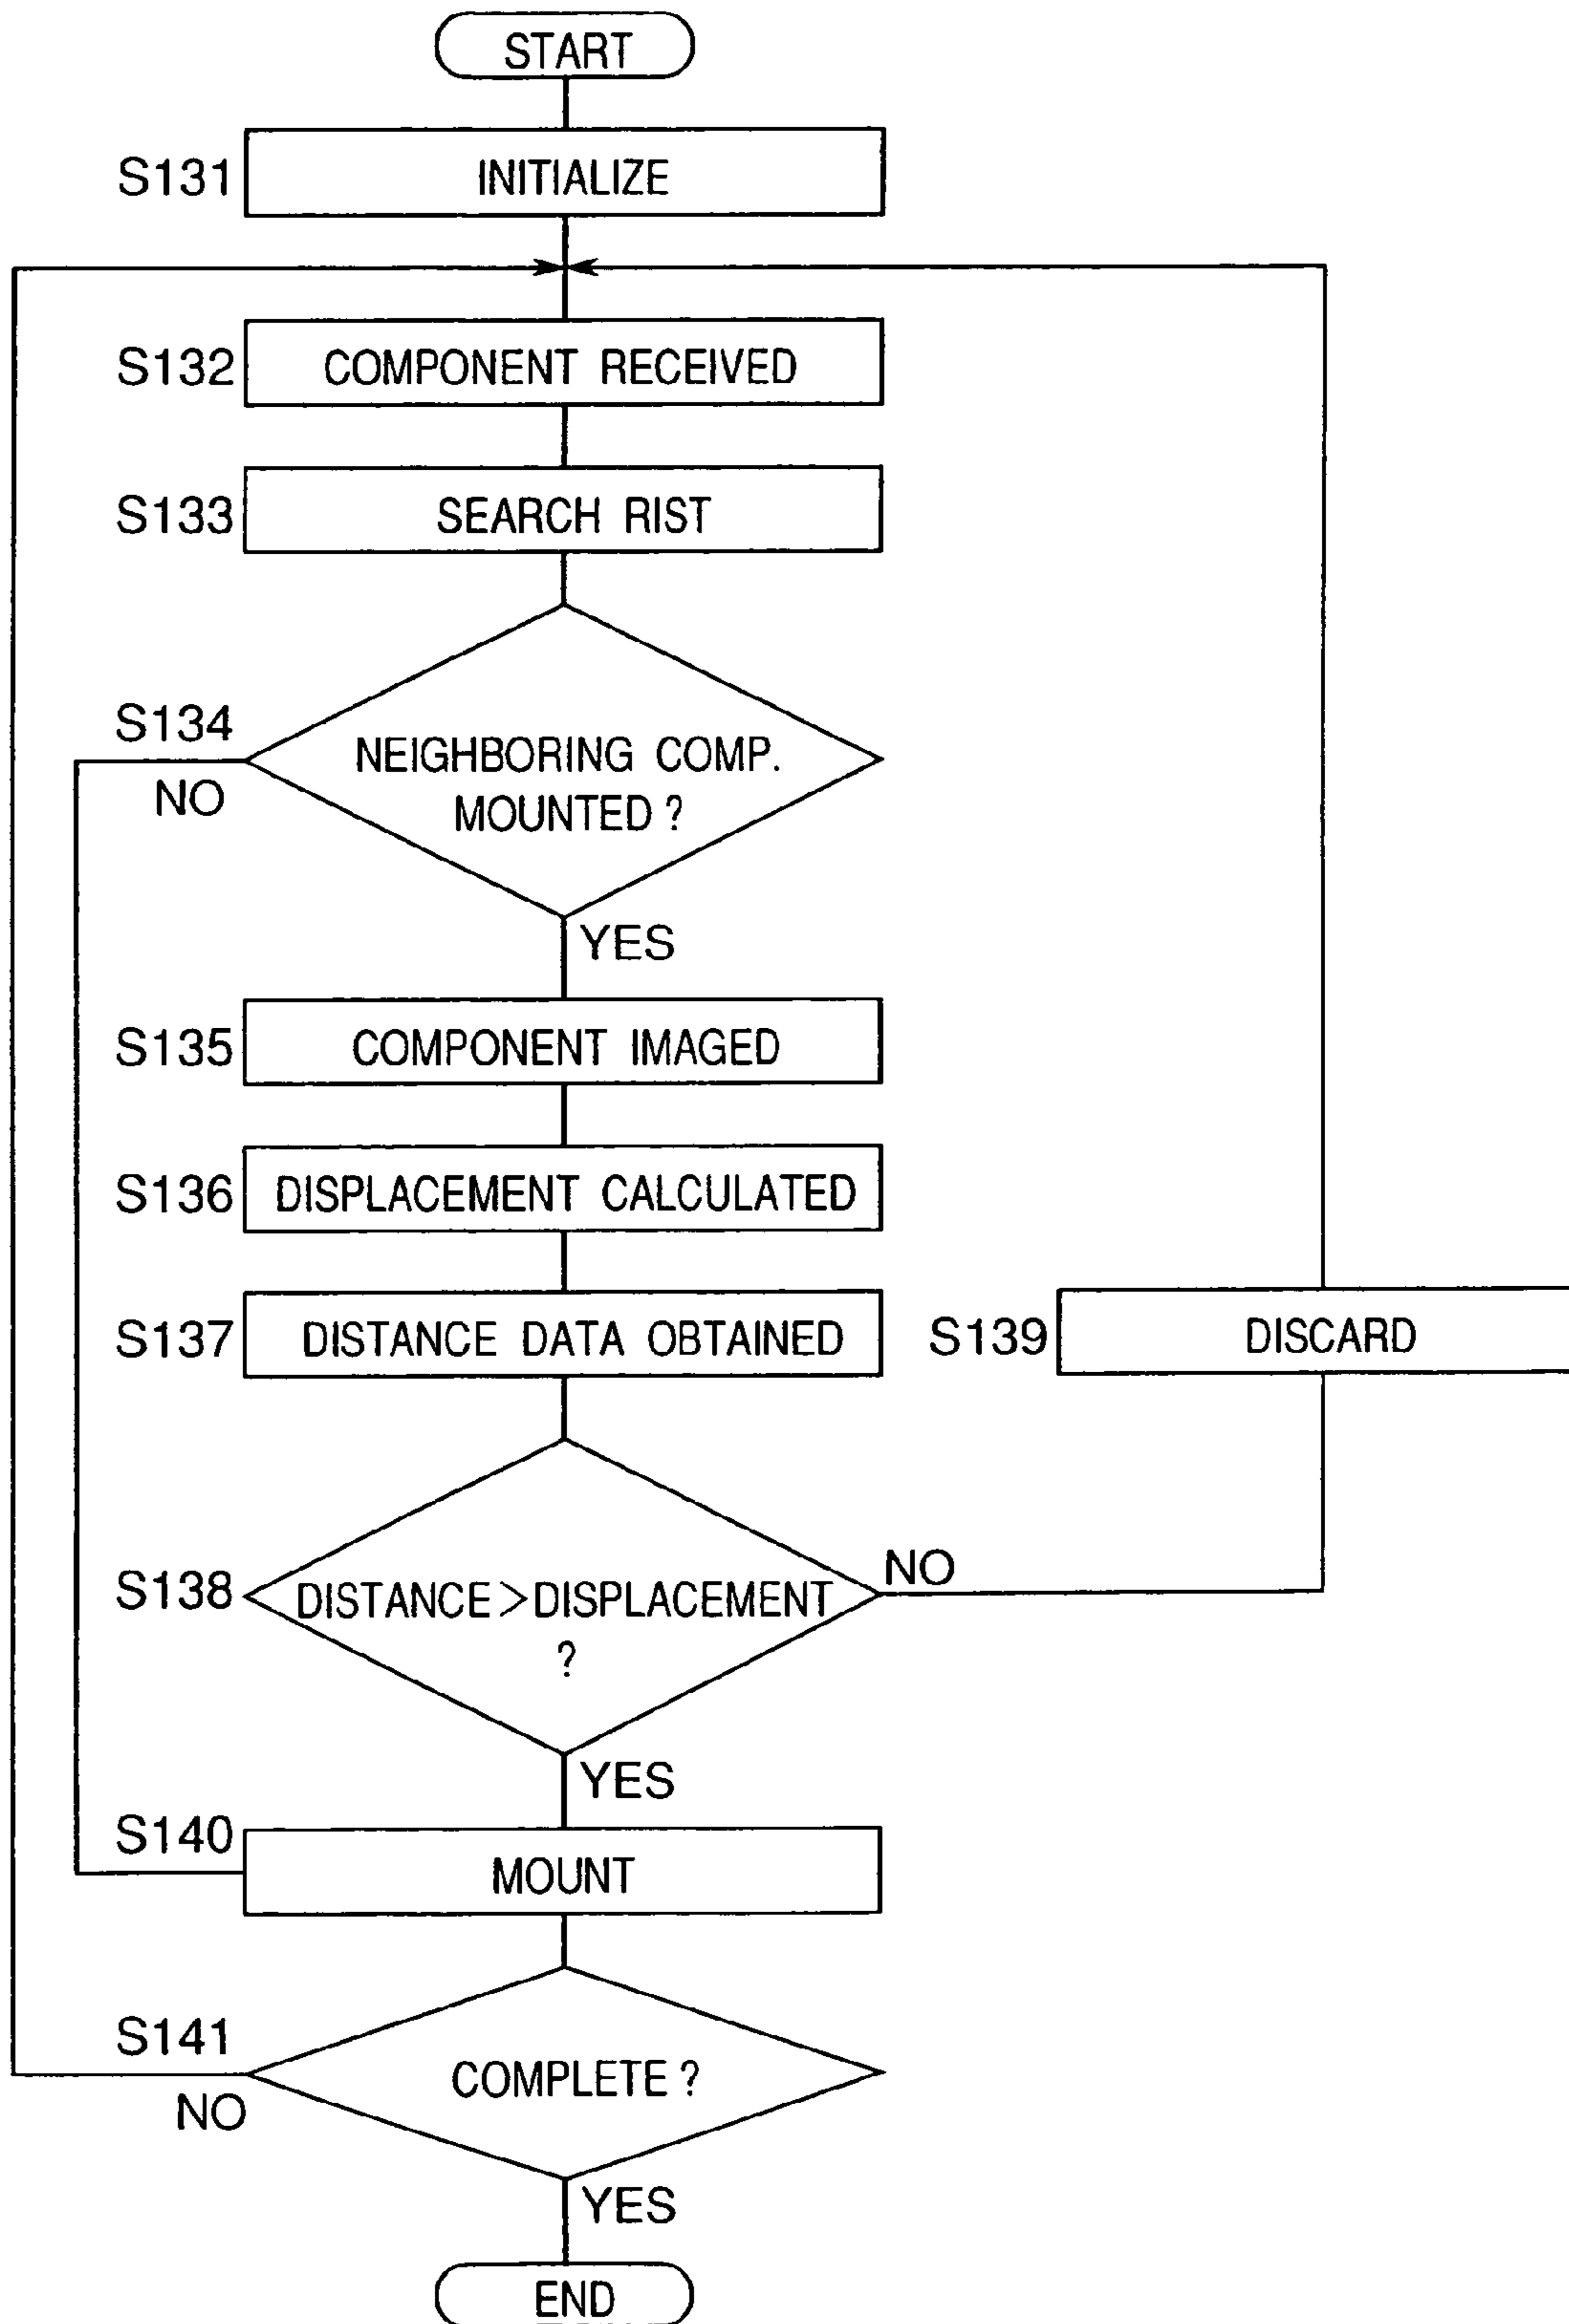 START
S131
INITIALIZE
S132
COMPONENT RECEIVED
S133
SEARCH RIST
S134
NO
NEIGHBORING COMP.
MOUNTED ?
YES
S135
COMPONENT IMAGED
S136
DISPLACEMENT CALCULATED
S137
DISTANCE DATA OBTAINED
S139
DISCARD
S138
DISTANCE>DISPLACEMENT
?
NO
YES
S140
MOUNT
S141
NO
COMPLETE ?
YES
END